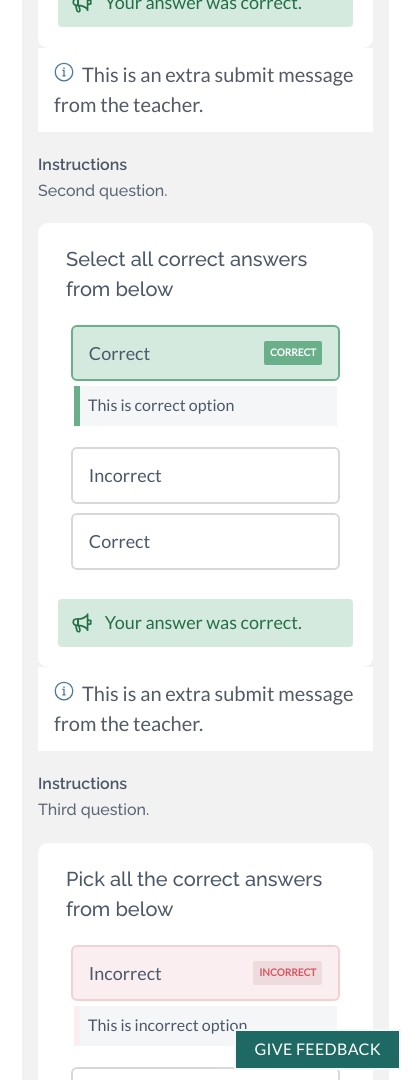 Your answer was correct.
This is an extra submit message
from the teacher.
Instructions
Second question.
Select all correct answers
from below
Correct
CORRECT
This is correct option
Incorrect
Correct
Your answer was correct.
This is an extra submit message
from the teacher.
Instructions
Third question.
Pick all the correct answers
from below
Incorrect
INCORRECT
This is incorrect option
GIVE FEEDBACK